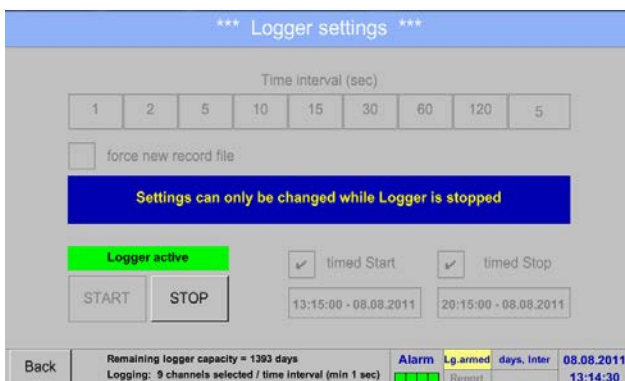 *** Logger settings ***
Time interval (sec)
1 2 5 10 15 30 60 120 5
force new record file
Settings can only be changed while Logger is stopped
Logger active
timed Start
timed Stop
START STOP
13:15:00 - 08.08.2011
20:15:00 - 08.08.2011
Back
Remaining logger capacity = 1393 days
Logging: 9 channels selected / time interval (min 1 sec)
Alarm
Lg.armed
Report
days, Inter
08.08.2011
13:14:30